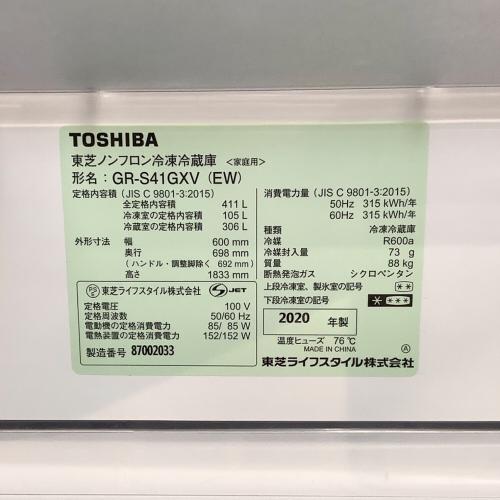 TOSHIBA
東芝ノンフロン冷凍冷蔵庫 <家庭用>
形名：GR-S41GXV (EW)
定格内容積 (JIS C 9801-3:2015)
全定格内容積 411 L
冷凍室の定格内容積 105 L
冷蔵室の定格内容積 306 L
外形寸法 幅 600 mm
奥行 698 mm
(ハンドル・調整脚除く 692 mm)
高さ 1833 mm
PS E 東芝ライフスタイル株式会社 S JET
定格電圧 100 V
定格周波数 50/60 Hz
電動機の定格消費電力 85/ 85 W
電熱装置の定格消費電力 152/152 W
製造番号 87002033
消費電力量 (JIS C 9801-3:2015)
50Hz 315 kWh/年
60Hz 315 kWh/年
種類 冷凍冷蔵庫
冷媒 R600a
冷媒封入量 73 g
質量 88 kg
断熱発泡ガス シクロペンタン
上段冷凍室、製氷室の記号 **
下段冷凍室の記号 * ***
2020 年製
温度ヒューズ 76℃
MADE IN CHINA
A
東芝ライフスタイル株式会社